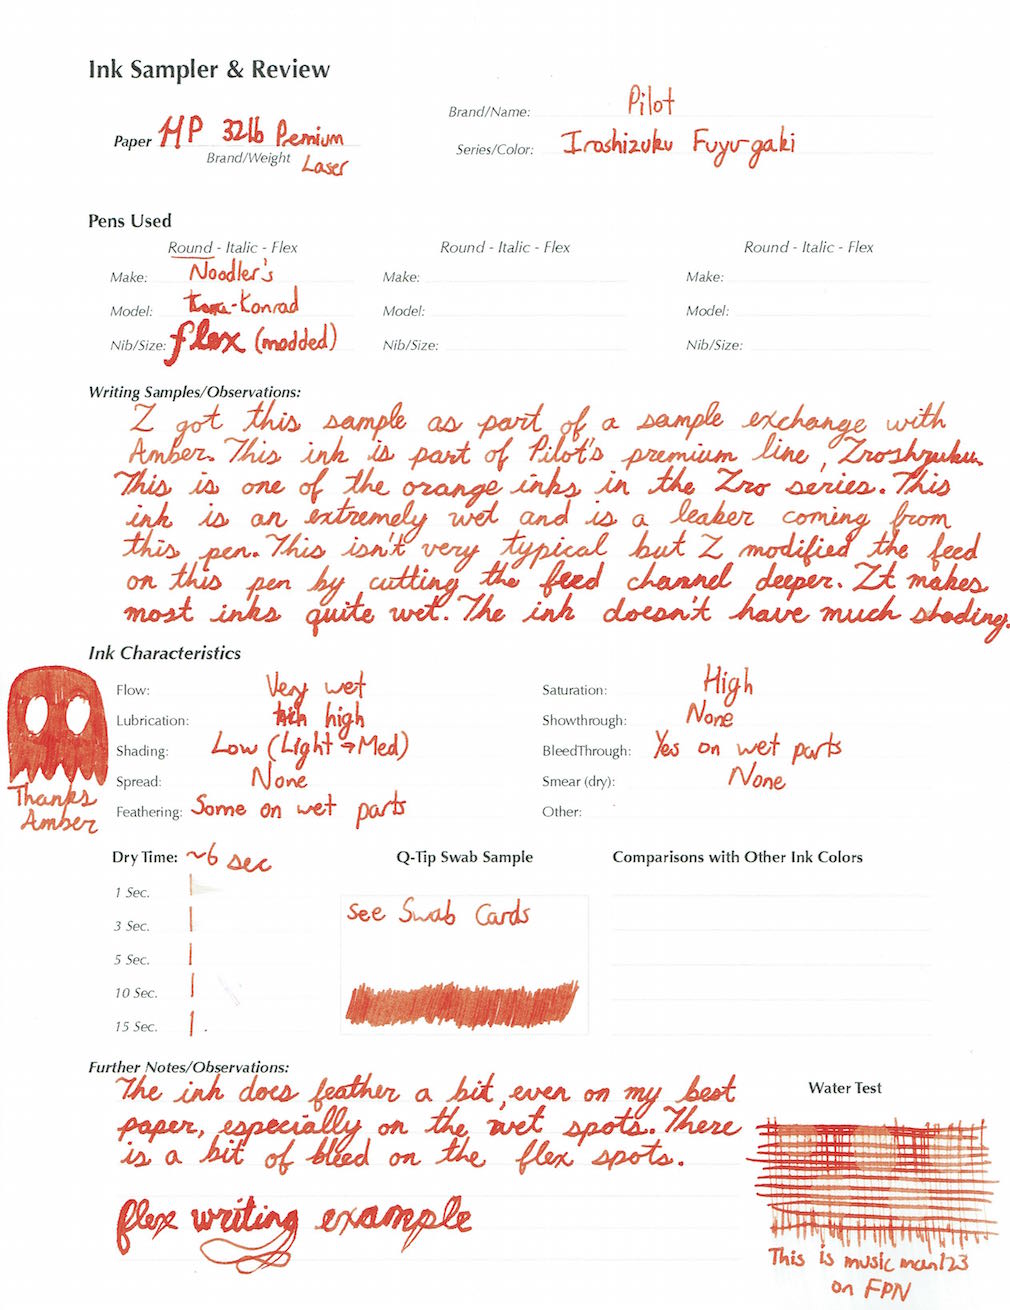 Ink Sampler & Review
Brand/Name: Pilot
Paper HP 32lb Pemium
Brand/Weight Laser
Series/Color: Iroshizuku Fuyu-gaki
Pens Used
Round - Italic - Flex Round - Italic - Flex Round - Italic - Flex
Make: Noodler's Make: Make:
Model: -Konrad Model: Model:
Nib/Size: flex (modded) Nib/Size: Nib/Size:
Writing Samples/Observations:
I got this sample as part of a sample exchange with
Amber. This ink is part of Pilot's premium line, Iroshzuku.
This is one of the orange inks in the Iro series. This
ink is an extremely wet and is a leaker coming from
this pen. This isn't very typical but I modified the feed
on this pen by cutting the feed channel deeper. It makes
most inks quite wet. The ink doesn't have much shading.
Ink Characteristics
Flow: Very wet Saturation: High
Lubrication: high Showthrough: None
Shading: Low (Light → Med) BleedThrough: Yes on wet parts
Spread: None Smear (dry): None
Feathering: Some on wet parts Other:
Thanks
Amber
Dry Time: ~6 sec Q-Tip Swab Sample Comparisons with Other Ink Colors
1 Sec.
see Swab Cards
3 Sec.
5 Sec.
10 Sec.
15 Sec.
Further Notes/Observations:
The ink does feather a bit, even on my best
paper, especially on the wet spots. There
is a bit of bleed on the flex spots.
Water Test
flex writing example
This is music man123
on FPN